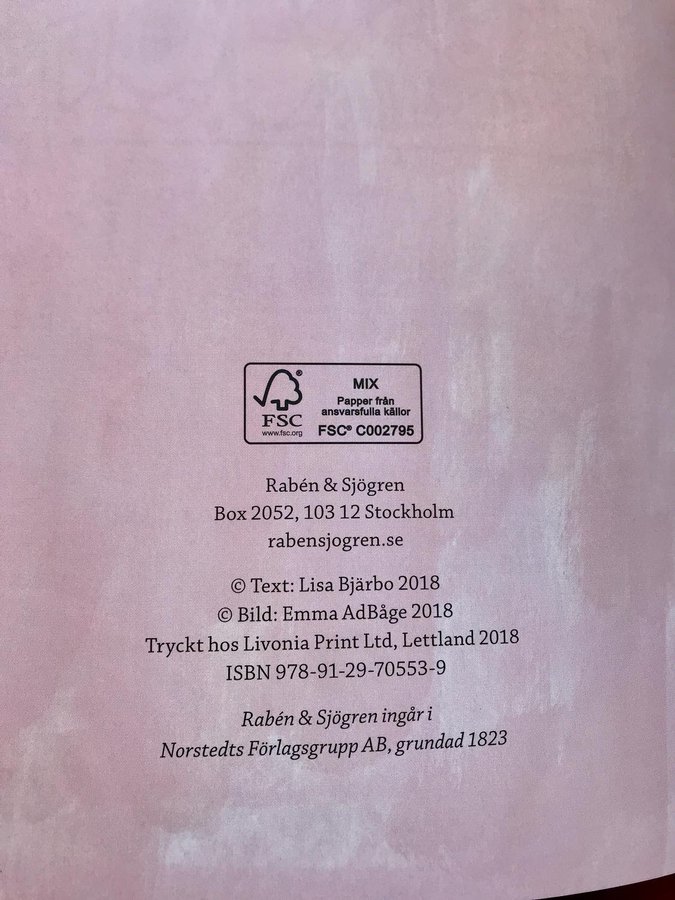 FSC®
www.fsc.org
MIX
Papper från
ansvarsfulla källor
FSC® C002795
Rabén & Sjögren
Box 2052, 103 12 Stockholm
rabensjogren.se
© Text: Lisa Bjärbo 2018
© Bild: Emma AdBåge 2018
Tryckt hos Livonia Print Ltd, Lettland 2018
ISBN 978-91-29-70553-9
Rabén & Sjögren ingår i
Norstedts Förlagsgrupp AB, grundad 1823